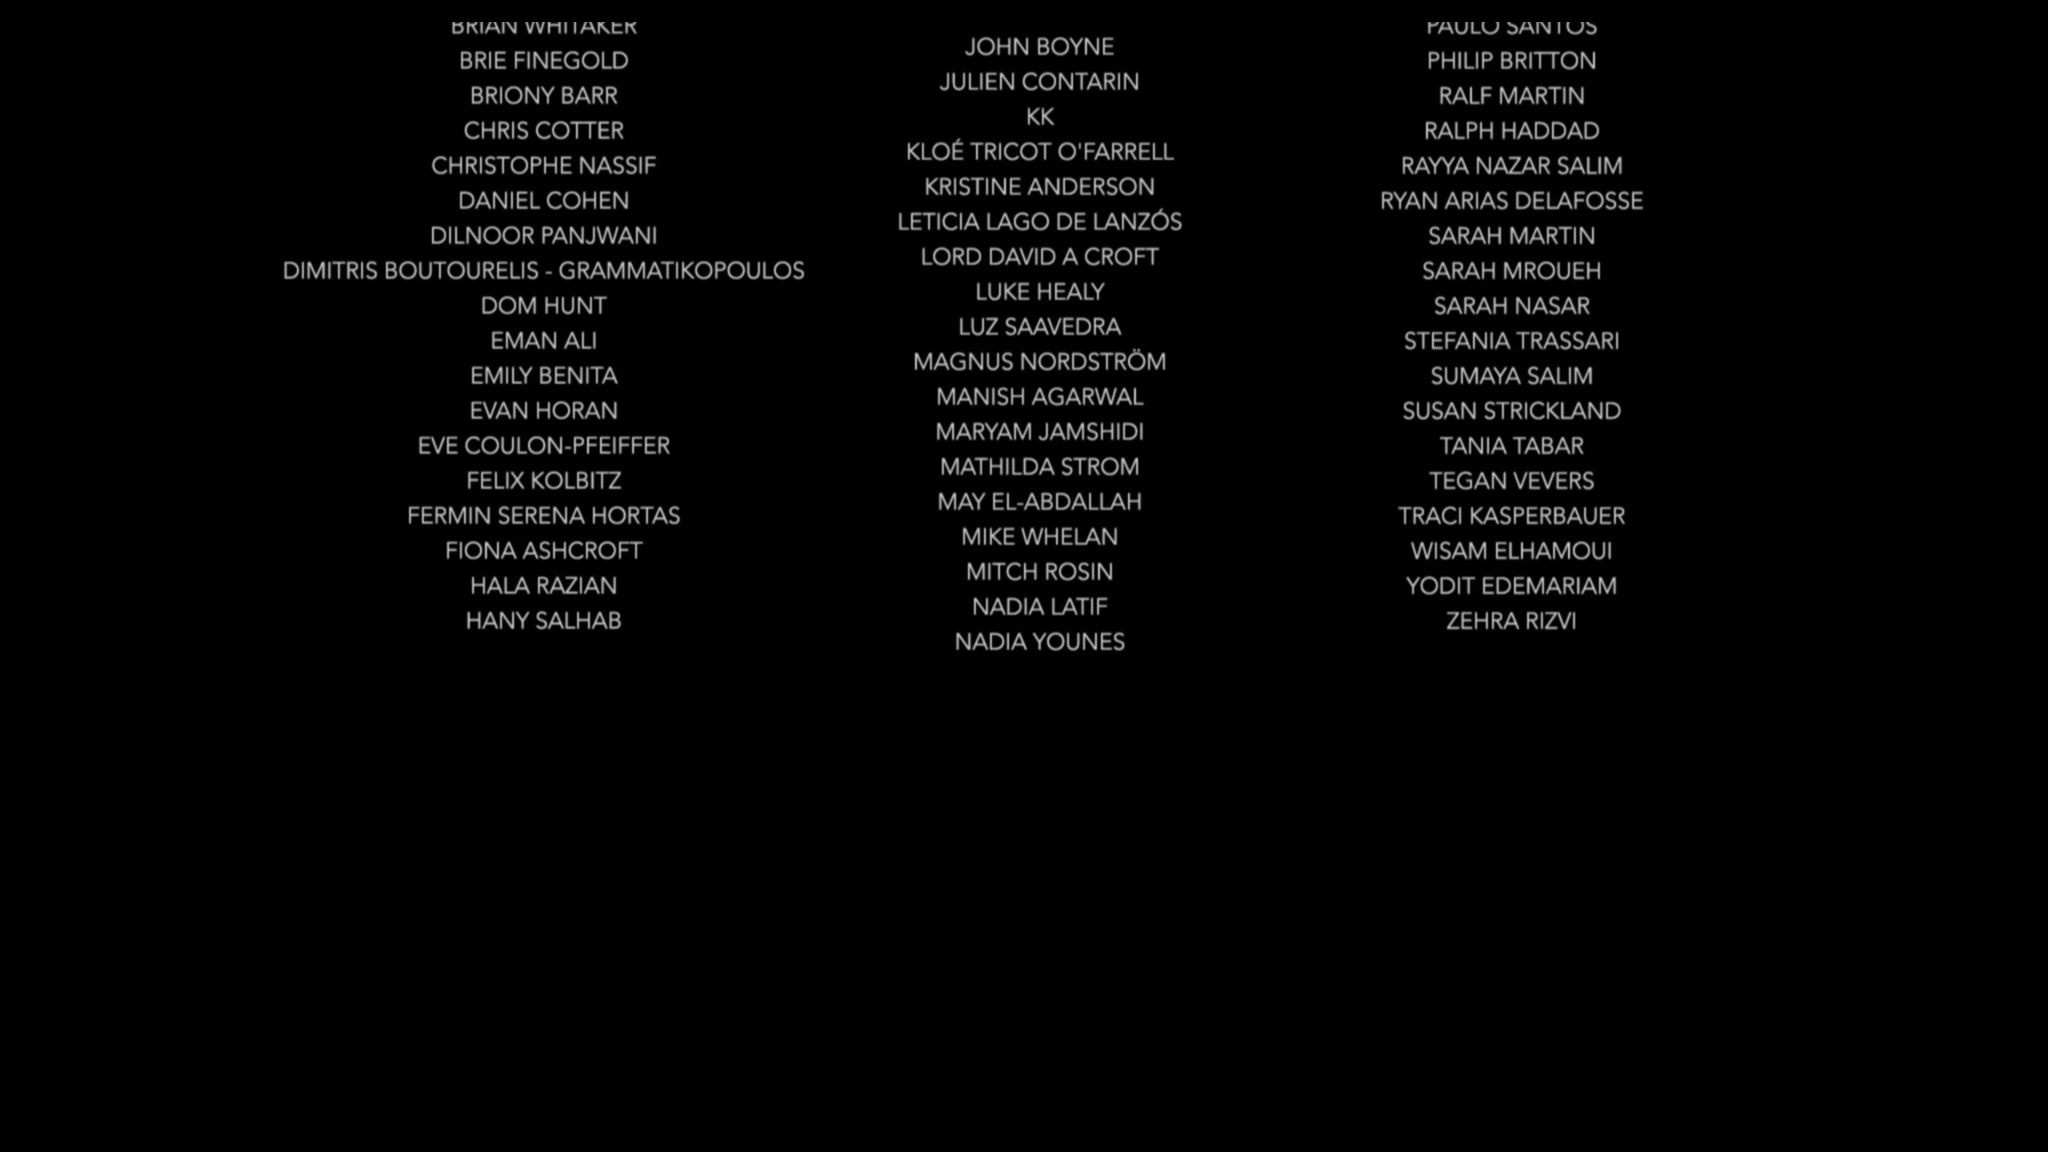 BRIAN WHITAKER
BRIE FINEGOLD
BRIONY BARR
CHRIS COTTER
CHRISTOPHE NASSIF
DANIEL COHEN
DILNOOR PANJWANI
DIMITRIS BOUTOURELIS - GRAMMATIKOPOULOS
DOM HUNT
EMAN ALI
EMILY BENITA
EVAN HORAN
EVE COULON-PFEIFFER
FELIX KOLBITZ
FERMIN SERENA HORTAS
FIONA ASHCROFT
HALA RAZIAN
HANY SALHAB
JOHN BOYNE
JULIEN CONTARIN
KK
KLOÉ TRICOT O'FARRELL
KRISTINE ANDERSON
LETICIA LAGO DE LANZÓS
LORD DAVID A CROFT
LUKE HEALY
LUZ SAAVEDRA
MAGNUS NORDSTRÖM
MANISH AGARWAL
MARYAM JAMSHIDI
MATHILDA STROM
MAY EL-ABDALLAH
MIKE WHELAN
MITCH ROSIN
NADIA LATIF
NADIA YOUNES
PAULO SANTOS
PHILIP BRITTON
RALF MARTIN
RALPH HADDAD
RAYYA NAZAR SALIM
RYAN ARIAS DELAFOSSE
SARAH MARTIN
SARAH MROUEH
SARAH NASAR
STEFANIA TRASSARI
SUMAYA SALIM
SUSAN STRICKLAND
TANIA TABAR
TEGAN VEVERS
TRACI KASPERBAUER
WISAM ELHAMOUI
YODIT EDEMARIAM
ZEHRA RIZVI